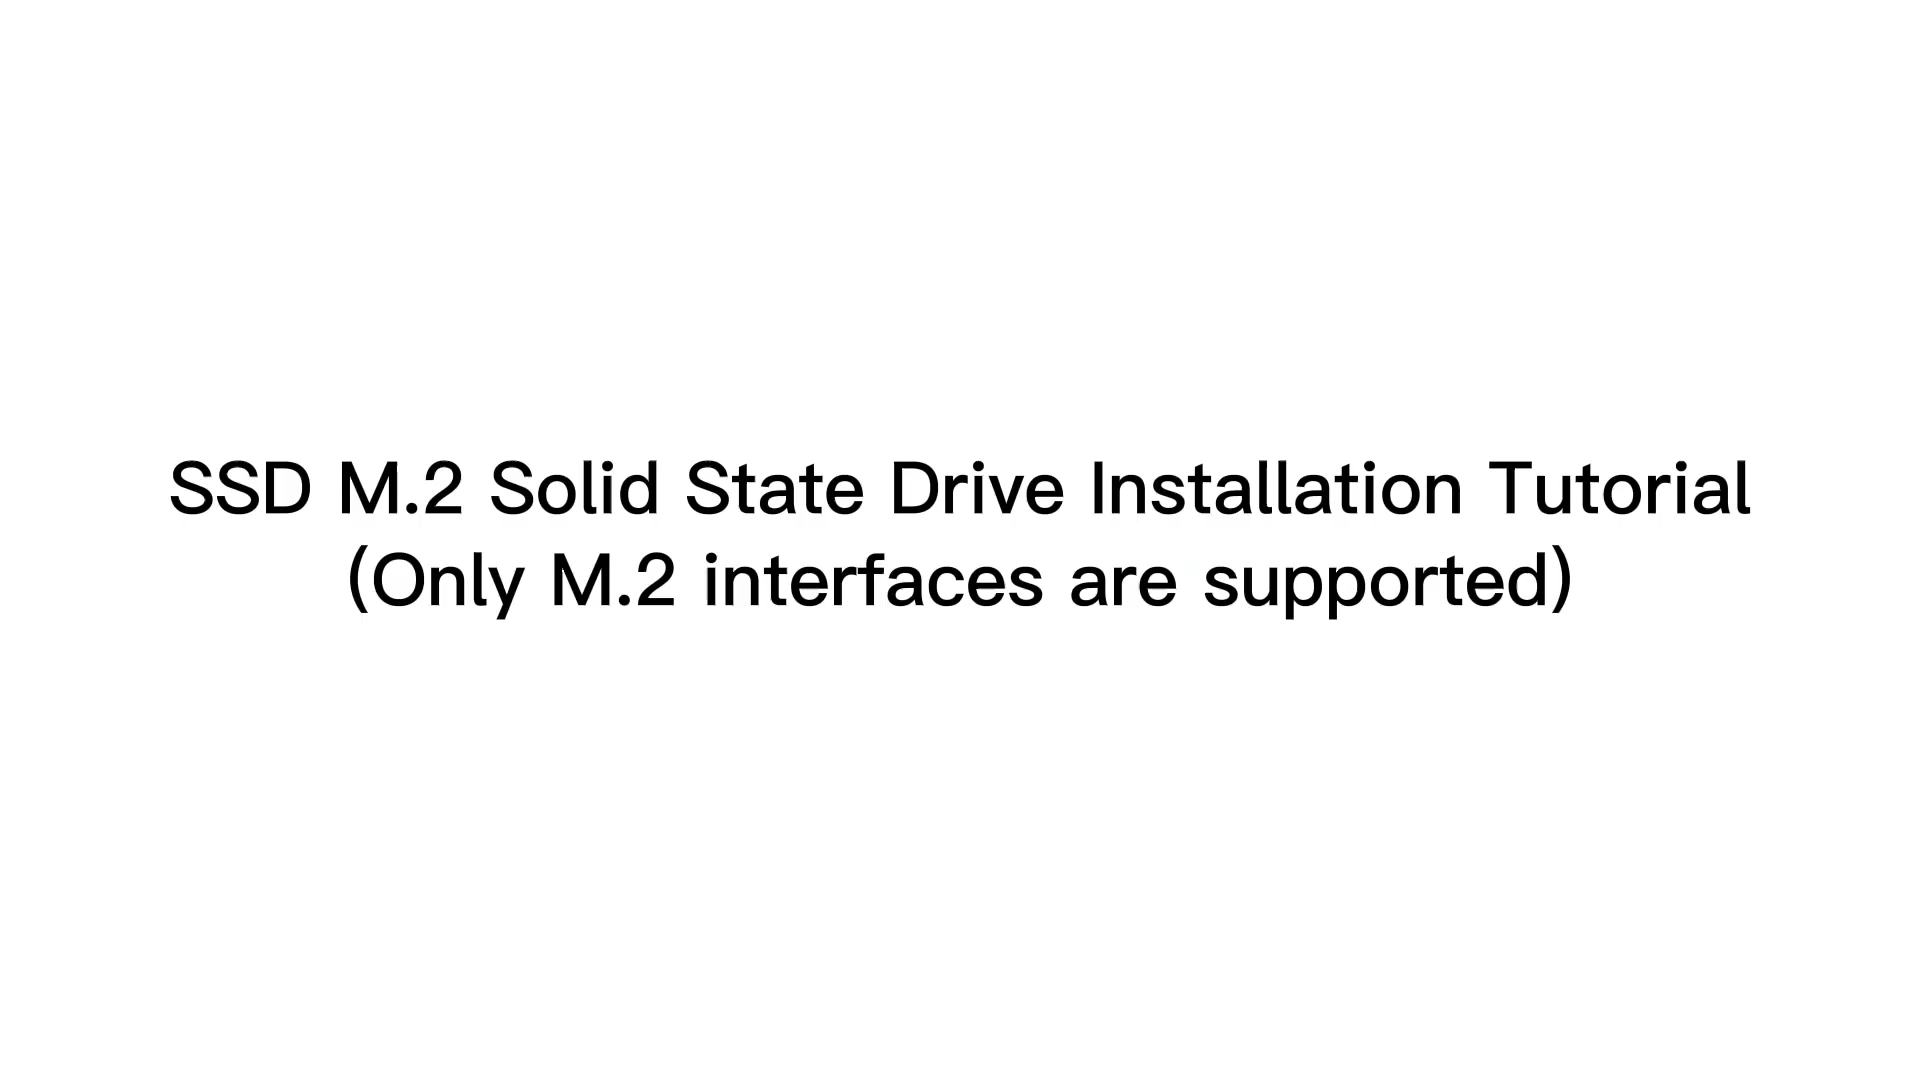 SSD M.2 Solid State Drive Installation Tutorial
(Only M.2 interfaces are supported)